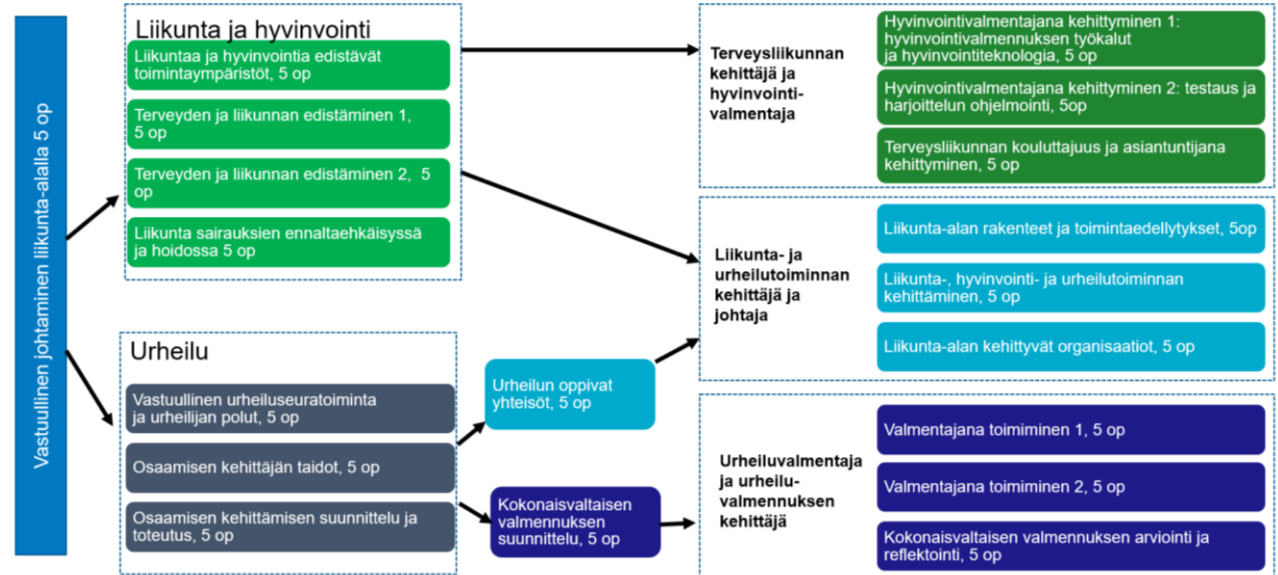 Vastuullinen johtaminen liikunta-alalla 5 op
Liikunta ja hyvinvointi
Liikuntaa ja hyvinvointia edistävät
toimintaympäristöt, 5 op
Terveyden ja liikunnan edistäminen 1,
5 op
Terveyden ja liikunnan edistäminen 2,  5
op
Liikunta sairauksien ennaltaehkäisyssä
ja hoidossa 5 op
Urheilu
Vastuullinen urheiluseuratoiminta
ja urheilijan polut, 5 op
Osaamisen kehittäjän taidot, 5 op
Osaamisen kehittämisen suunnittelu ja
toteutus, 5 op
Urheilun oppivat
yhteisöt, 5 op
Kokonaisvaltaisen
valmennuksen
suunnittelu, 5 op
Terveysliikunnan
kehittäjä ja
hyvinvointi-
valmentaja
Hyvinvointivalmentajana kehittyminen 1:
hyvinvointivalmennuksen työkalut
ja hyvinvointiteknologia, 5 op
Hyvinvointivalmentajana kehittyminen 2: testaus ja
harjoittelun ohjelmointi, 5op
Terveysliikunnan kouluttajuus ja asiantuntijana
kehittyminen, 5 op
Liikunta- ja
urheilutoiminnan
kehittäjä ja
johtaja
Liikunta-alan rakenteet ja toimintaedellytykset, 5op
Liikunta-, hyvinvointi- ja urheilutoiminnan
kehittäminen, 5 op
Liikunta-alan kehittyvät organisaatiot, 5 op
Urheiluvalmentaja
ja urheilu-
valmennuksen
kehittäjä
Valmentajana toimiminen 1, 5 op
Valmentajana toimiminen 2, 5 op
Kokonaisvaltaisen valmennuksen arviointi ja
reflektointi, 5 op